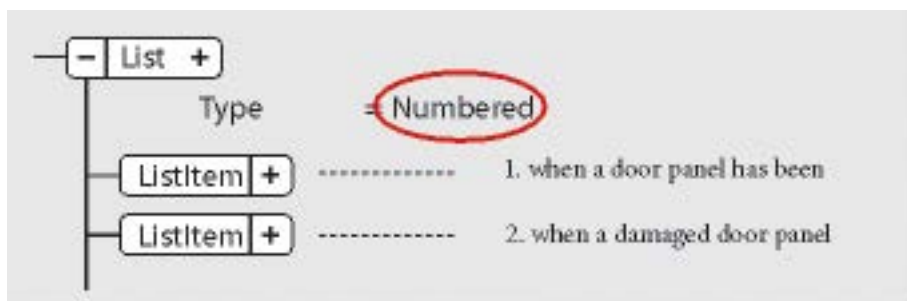 − List +
Type = Numbered
ListItem + 1. when a door panel has been
ListItem + 2. when a damaged door panel